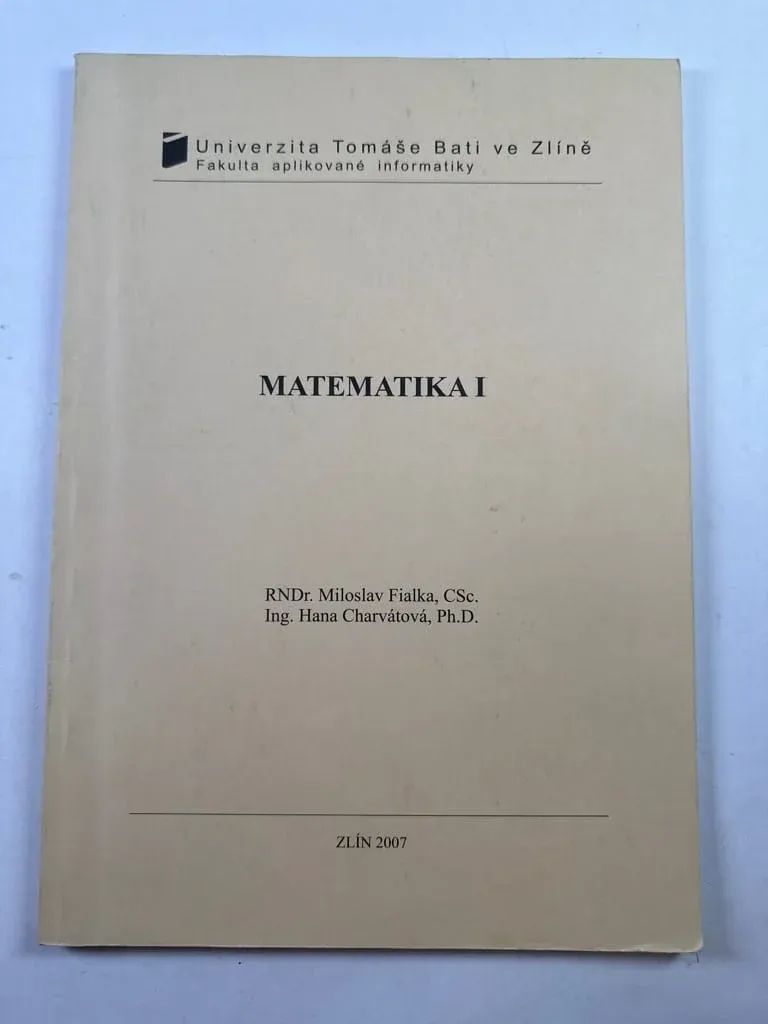 Univerzita Tomáše Bati ve Zlíně
Fakulta aplikované informatiky
MATEMATIKA I
RNDr. Miloslav Fialka, CSc.
Ing. Hana Charvátová, Ph.D.
ZLÍN 2007